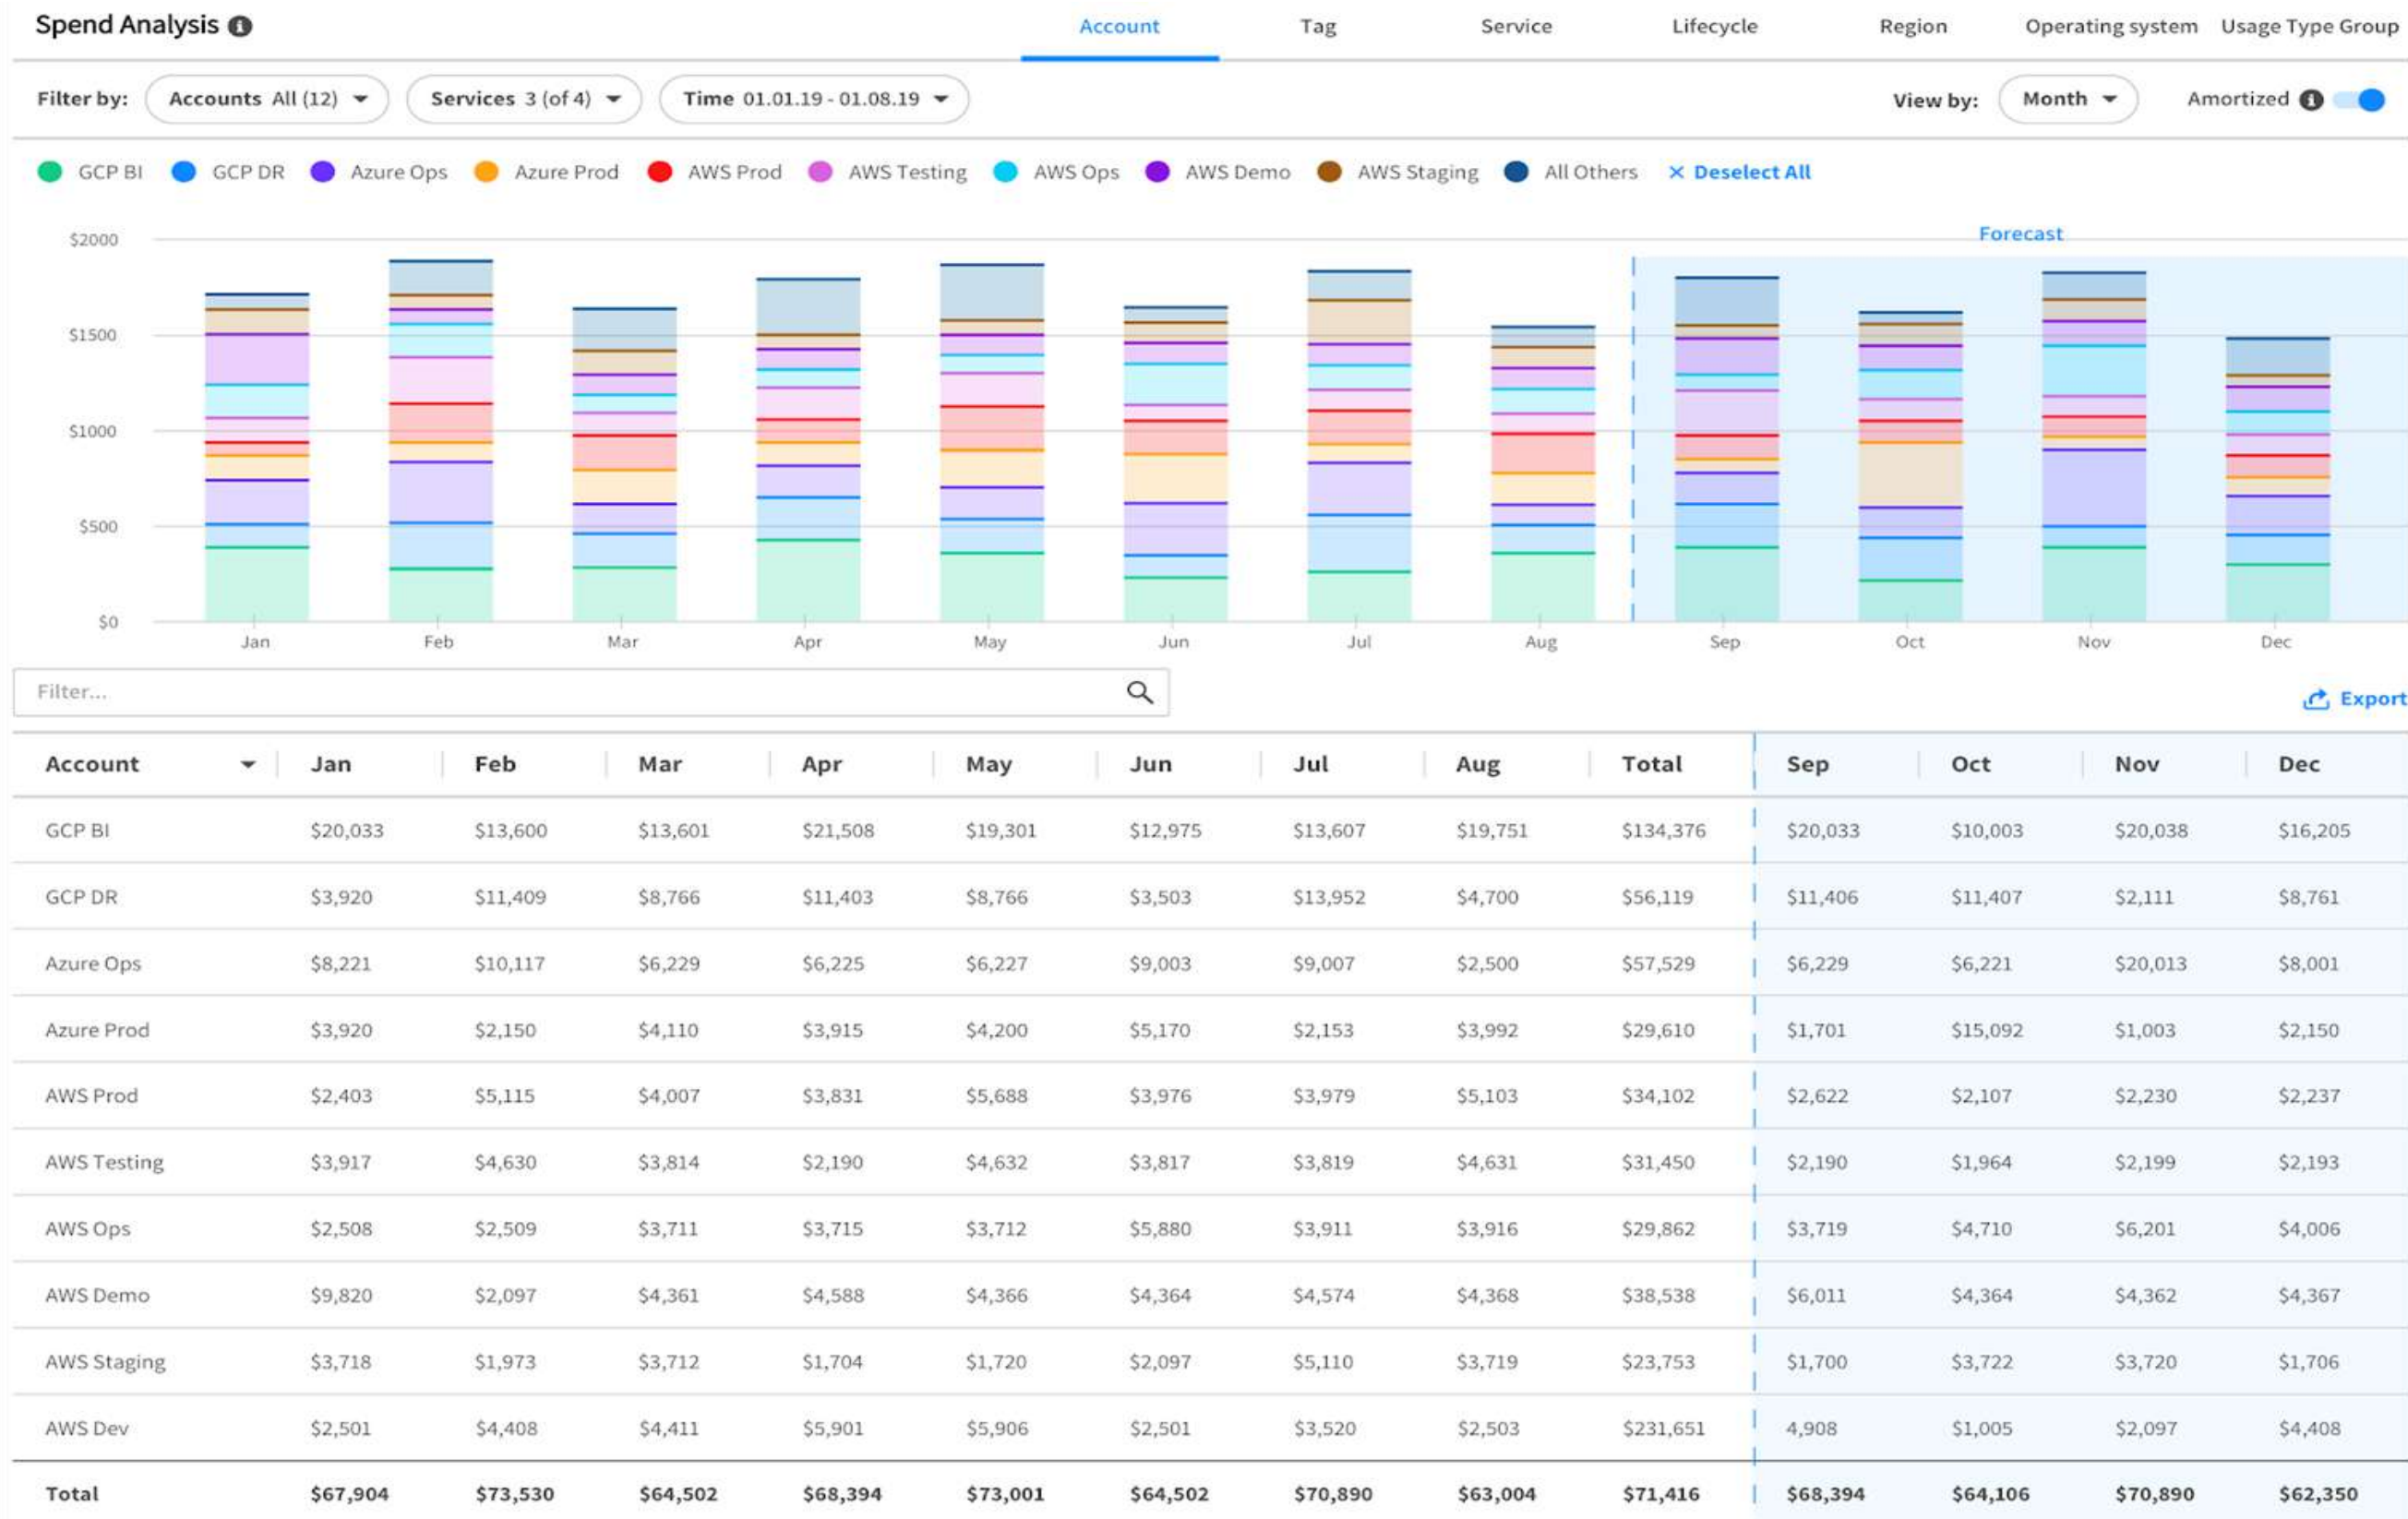 Spend Analysis
Account Tag Service Lifecycle Region Operating system Usage Type Group
Filter by: Accounts All (12) Services 3 (of 4) Time 01.01.19 - 01.08.19 View by: Month Amortized
GCP BI GCP DR Azure Ops Azure Prod AWS Prod AWS Testing AWS Ops AWS Demo AWS Staging All Others × Deselect All
Forecast
$2000
$1500
$1000
$500
$0
Jan Feb Mar Apr May Jun Jul Aug Sep Oct Nov Dec
Filter...
Export
Account Jan Feb Mar Apr May Jun Jul Aug Total Sep Oct Nov Dec
GCP BI $20,033 $13,600 $13,601 $21,508 $19,301 $12,975 $13,607 $19,751 $134,376 $20,033 $10,003 $20,038 $16,205
GCP DR $3,920 $11,409 $8,766 $11,403 $8,766 $3,503 $13,952 $4,700 $56,119 $11,406 $11,407 $2,111 $8,761
Azure Ops $8,221 $10,117 $6,229 $6,225 $6,227 $9,003 $9,007 $2,500 $57,529 $6,229 $6,221 $20,013 $8,001
Azure Prod $3,920 $2,150 $4,110 $3,915 $4,200 $5,170 $2,153 $3,992 $29,610 $1,701 $15,092 $1,003 $2,150
AWS Prod $2,403 $5,115 $4,007 $3,831 $5,688 $3,976 $3,979 $5,103 $34,102 $2,622 $2,107 $2,230 $2,237
AWS Testing $3,917 $4,630 $3,814 $2,190 $4,632 $3,817 $3,819 $4,631 $31,450 $2,190 $1,964 $2,199 $2,193
AWS Ops $2,508 $2,509 $3,711 $3,715 $3,712 $5,880 $3,911 $3,916 $29,862 $3,719 $4,710 $6,201 $4,006
AWS Demo $9,820 $2,097 $4,361 $4,588 $4,366 $4,364 $4,574 $4,368 $38,538 $6,011 $4,364 $4,362 $4,367
AWS Staging $3,718 $1,973 $3,712 $1,704 $1,720 $2,097 $5,110 $3,719 $23,753 $1,700 $3,722 $3,720 $1,706
AWS Dev $2,501 $4,408 $4,411 $5,901 $5,906 $2,501 $3,520 $2,503 $231,651 4,908 $1,005 $2,097 $4,408
Total $67,904 $73,530 $64,502 $68,394 $73,001 $64,502 $70,890 $63,004 $71,416 $68,394 $64,106 $70,890 $62,350